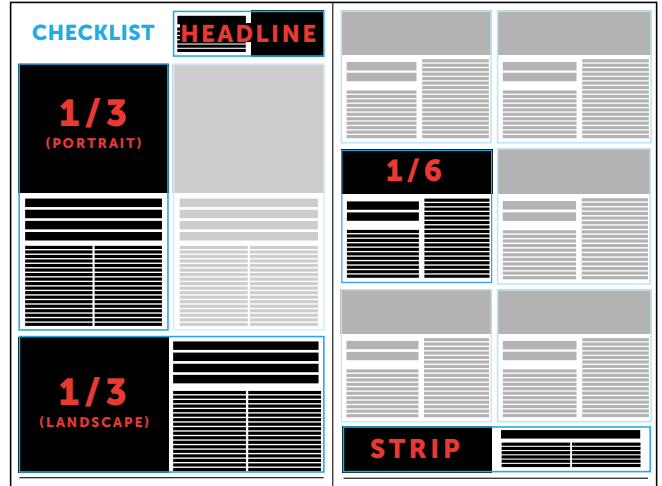 CHECKLIST
HEADLINE
1/3
(PORTRAIT)
1/3
(LANDSCAPE)
1/6
STRIP